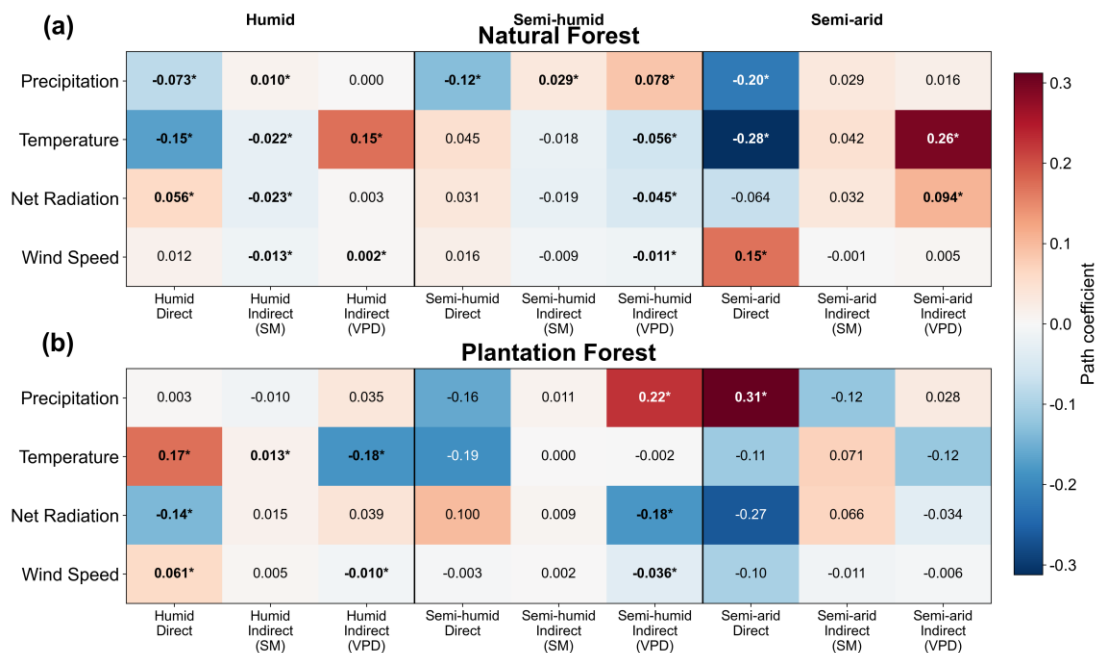 (a)
Humid
Semi-humid
Semi-arid
Natural Forest
Precipitation -0.073* 0.010* 0.000 -0.12* 0.029* 0.078* -0.20* 0.029 0.016
Temperature -0.15* -0.022* 0.15* 0.045 -0.018 -0.056* -0.28* 0.042 0.26*
Net Radiation 0.056* -0.023* 0.003 0.031 -0.019 -0.045* -0.064 0.032 0.094*
Wind Speed 0.012 -0.013* 0.002* 0.016 -0.009 -0.011* 0.15* -0.001 0.005
Humid Humid Humid Semi-humid Semi-humid Semi-humid Semi-arid Semi-arid Semi-arid
Direct Indirect Indirect Direct Indirect Indirect Direct Indirect Indirect
(SM) (VPD) (SM) (VPD) (SM) (VPD)
(b)
Plantation Forest
Precipitation 0.003 -0.010 0.035 -0.16 0.011 0.22* 0.31* -0.12 0.028
Temperature 0.17* 0.013* -0.18* -0.19 0.000 -0.002 -0.11 0.071 -0.12
Net Radiation -0.14* 0.015 0.039 0.100 0.009 -0.18* -0.27 0.066 -0.034
Wind Speed 0.061* 0.005 -0.010* -0.003 0.002 -0.036* -0.10 -0.011 -0.006
Humid Humid Humid Semi-humid Semi-humid Semi-humid Semi-arid Semi-arid Semi-arid
Direct Indirect Indirect Direct Indirect Indirect Direct Indirect Indirect
(SM) (VPD) (SM) (VPD) (SM) (VPD)
0.3
0.2
0.1
0.0
-0.1
-0.2
-0.3
Path coefficient